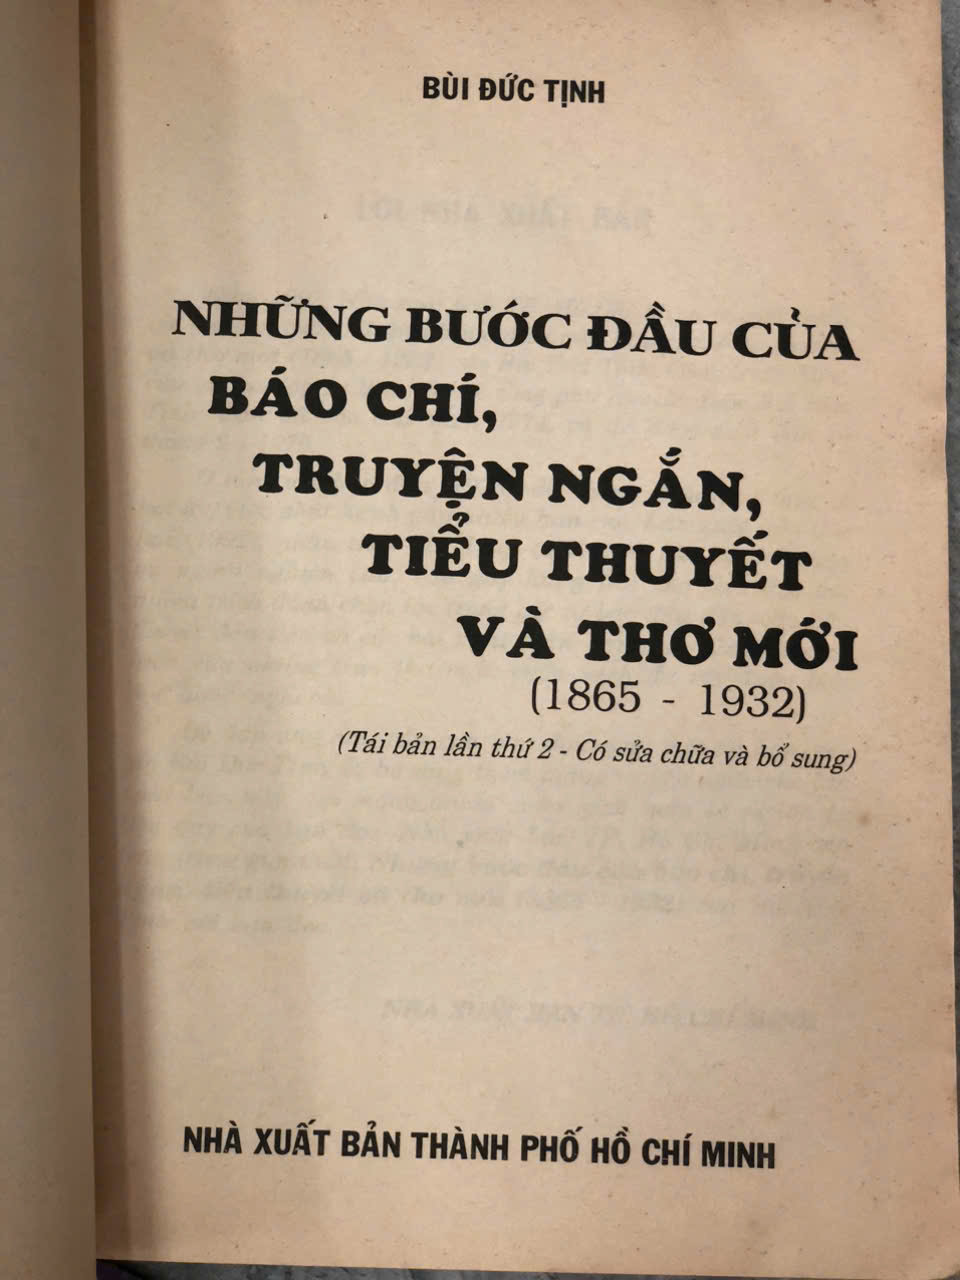 BÙI ĐỨC TỊNH
NHỮNG BƯỚC ĐẦU CỦA
BÁO CHÍ,
TRUYỆN NGẮN,
TIỂU THUYẾT
VÀ THƠ MỚI
(1865 - 1932)
(Tái bản lần thứ 2 - Có sửa chữa và bổ sung)
NHÀ XUẤT BẢN THÀNH PHỐ HỒ CHÍ MINH